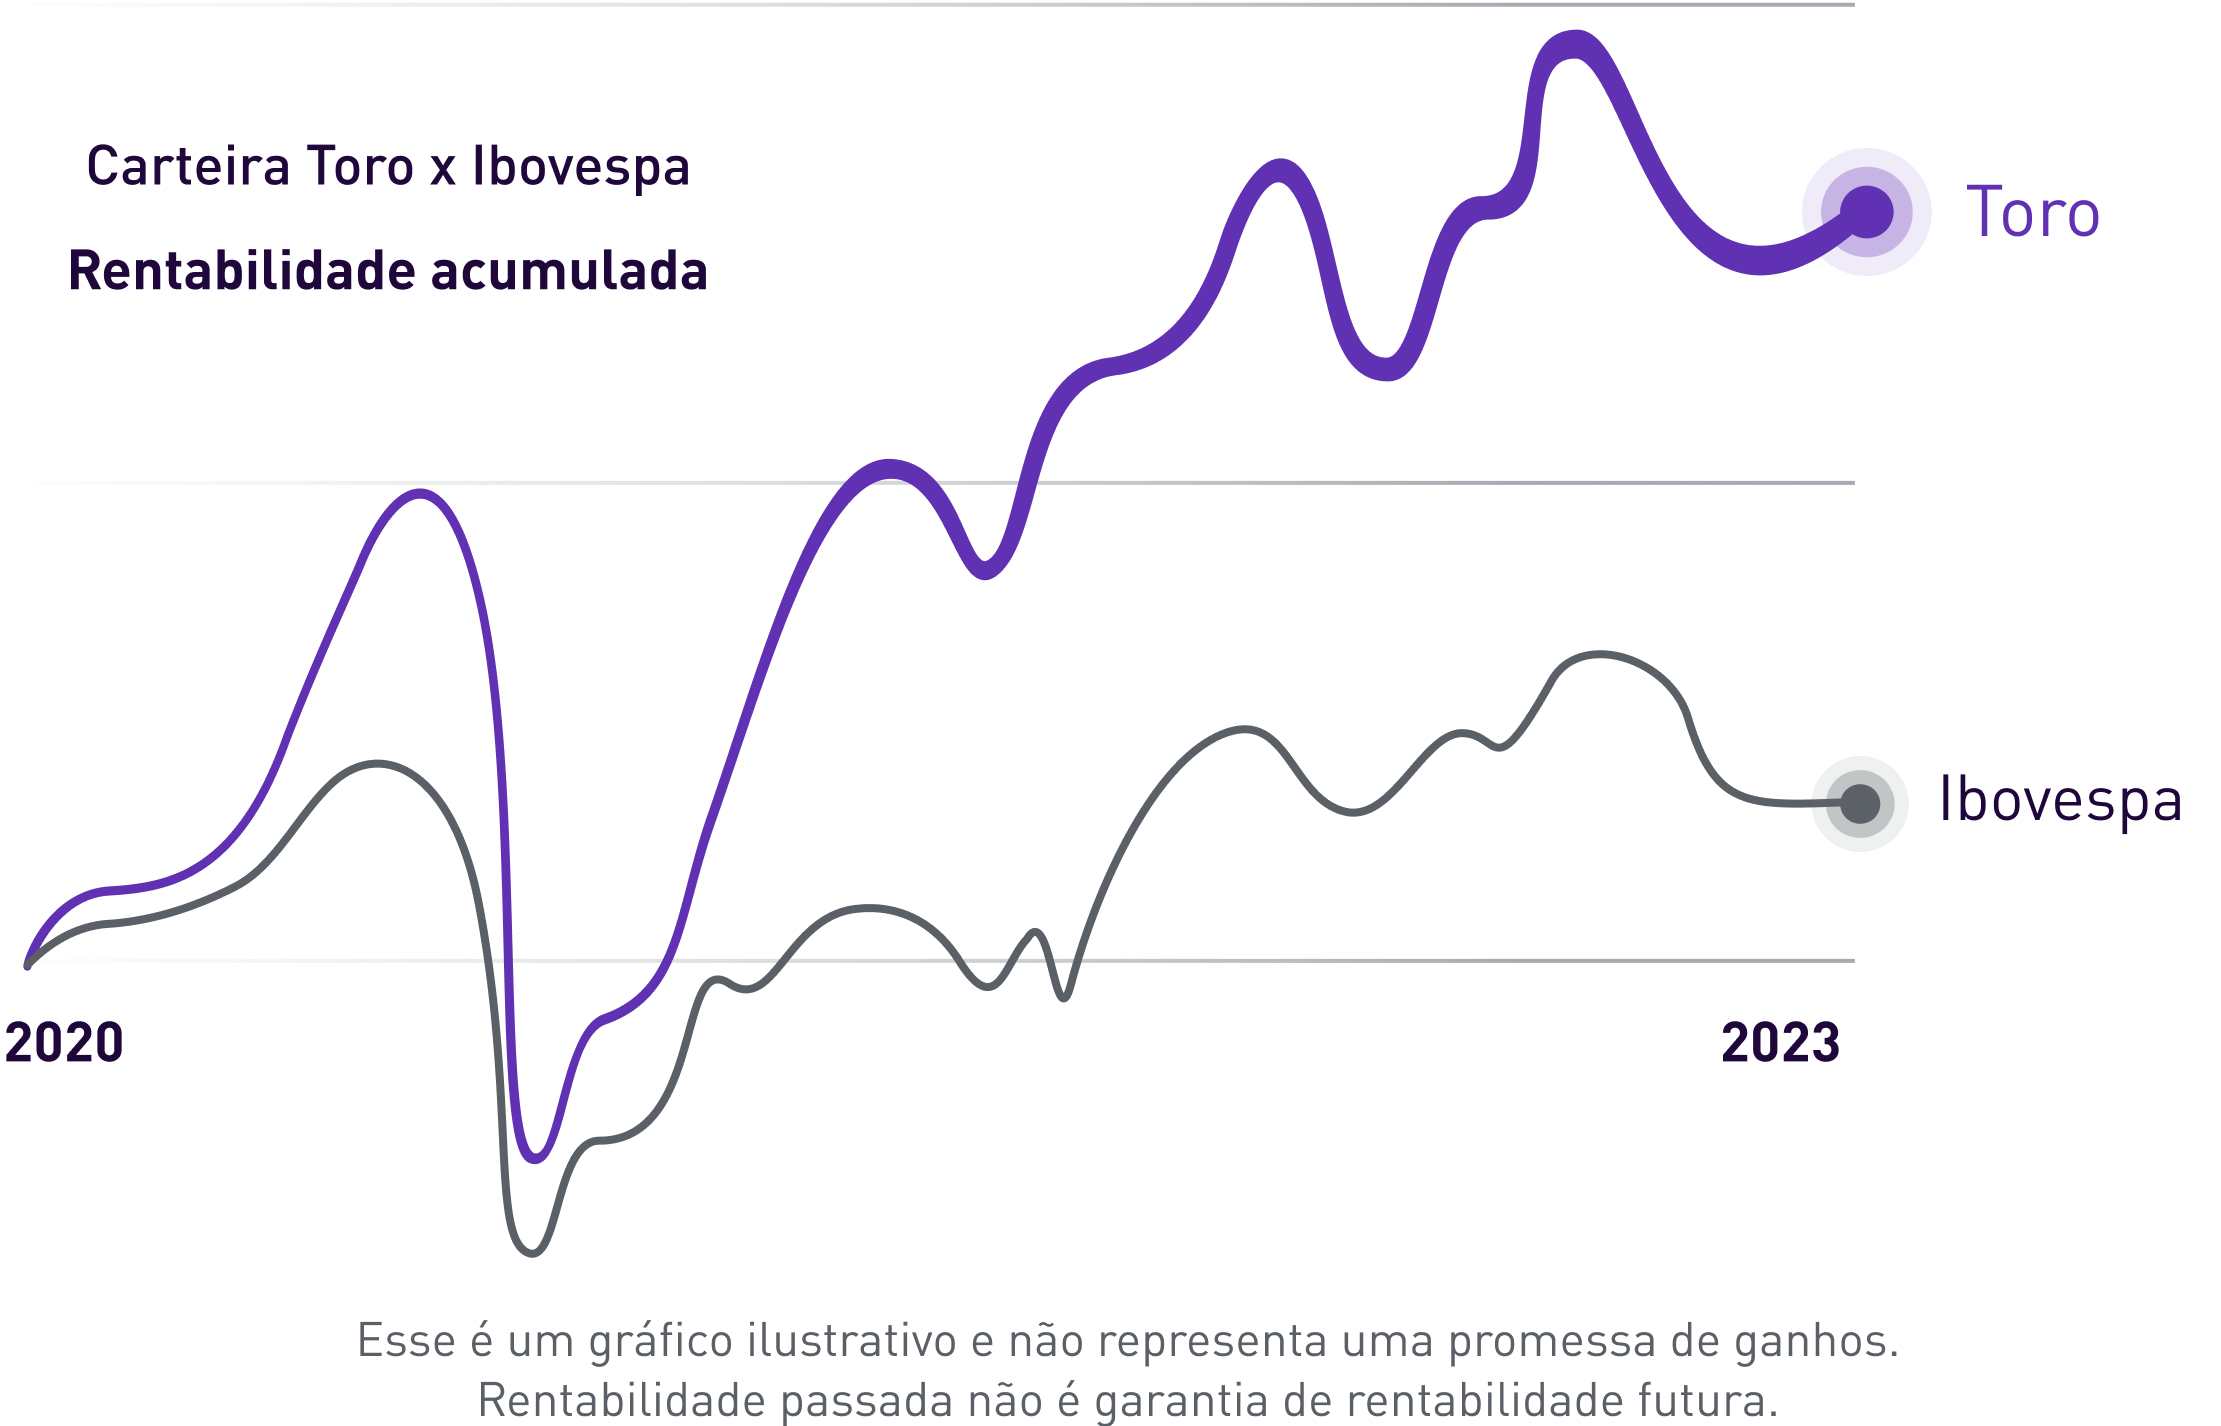 Carteira Toro x Ibovespa
Rentabilidade acumulada
Toro
Ibovespa
2020
2023
Esse é um gráfico ilustrativo e não representa uma promessa de ganhos.
Rentabilidade passada não é garantia de rentabilidade futura.